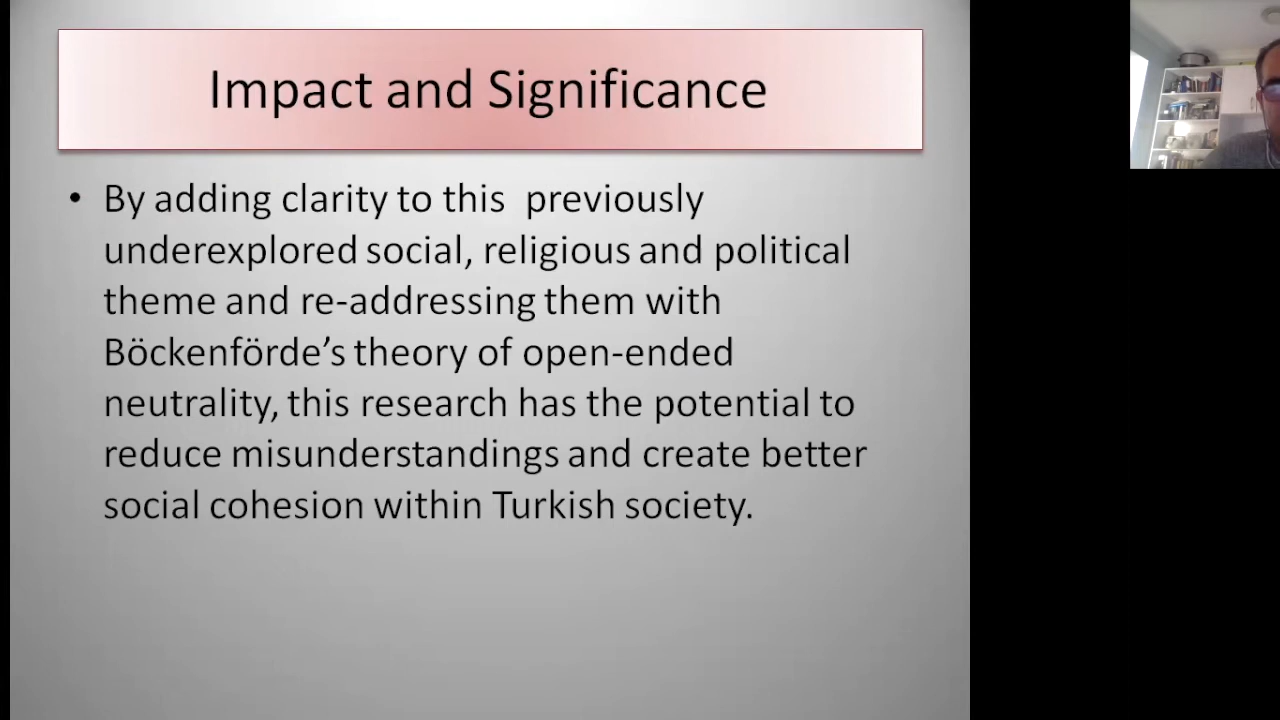 Impact and Significance
• By adding clarity to this  previously
underexplored social, religious and political
theme and re-addressing them with
Böckenförde’s theory of open-ended
neutrality, this research has the potential to
reduce misunderstandings and create better
social cohesion within Turkish society.